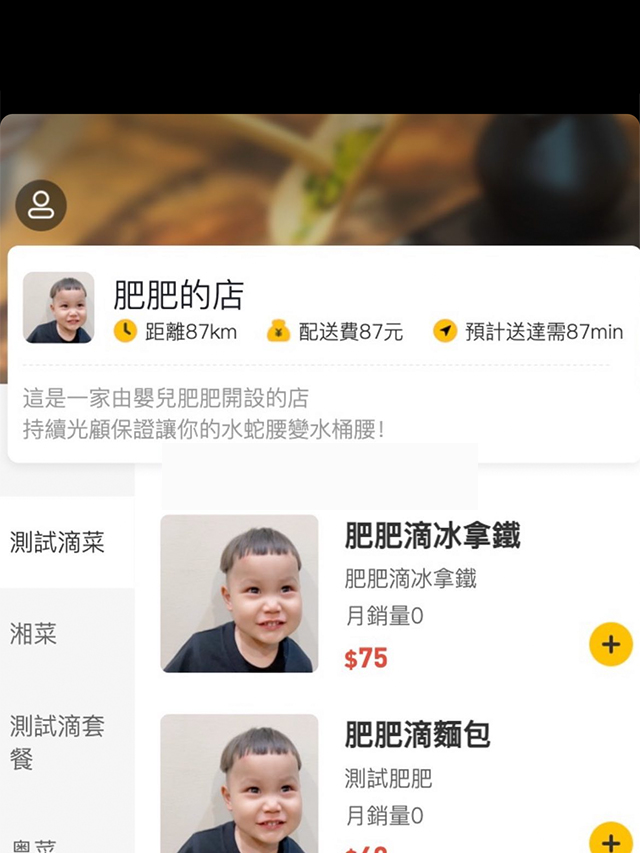 肥肥的店
距離87km 配送費87元 預計送達需87min
這是一家由嬰兒肥肥開設的店
持續光顧保證讓你的水蛇腰變水桶腰！
測試滴菜
湘菜
測試滴套
餐
粵菜
肥肥滴冰拿鐵
肥肥滴冰拿鐵
月銷量0
$75
肥肥滴麵包
測試肥肥
月銷量0